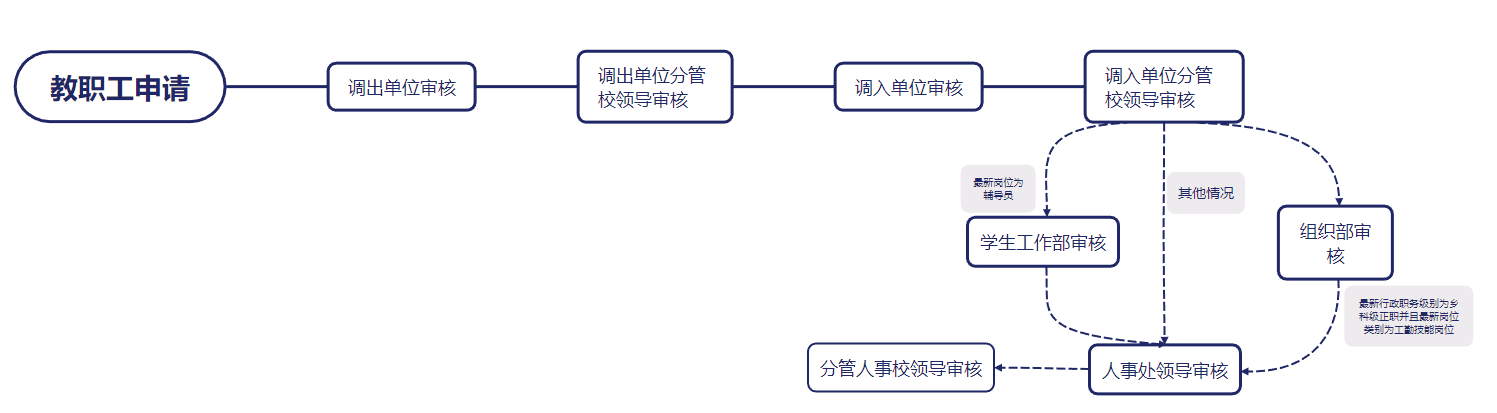 教职工申请
调出单位审核
调出单位分管
校领导审核
调入单位审核
调入单位分管
校领导审核
最新岗位为
辅导员
其他情况
学生工作部审核
组织部审
核
最新行政职务级别为乡
科级正职并且最新岗位
类别为工勤技能岗位
分管人事校领导审核
人事处领导审核